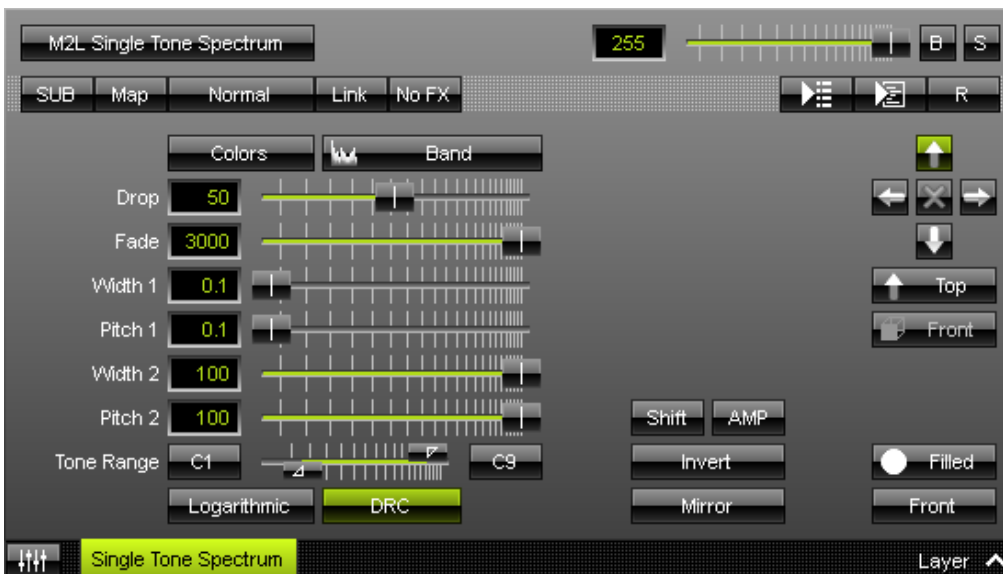 M2L Single Tone Spectrum 255 B S
SUB Map Normal Link No FX R
Colors Band
Drop 50
Fade 3000
Width 1 0.1
Top
Pitch 1 0.1
Front
Width 2 100
Pitch 2 100 Shift AMP
Tone Range C1 C9 Invert Filled
Logarithmic DRC Mirror Front
Single Tone Spectrum Layer